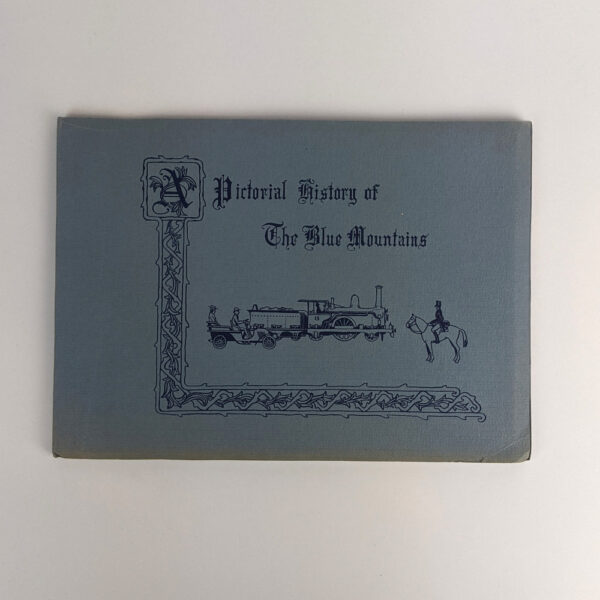 A Pictorial History of
The Blue Mountains